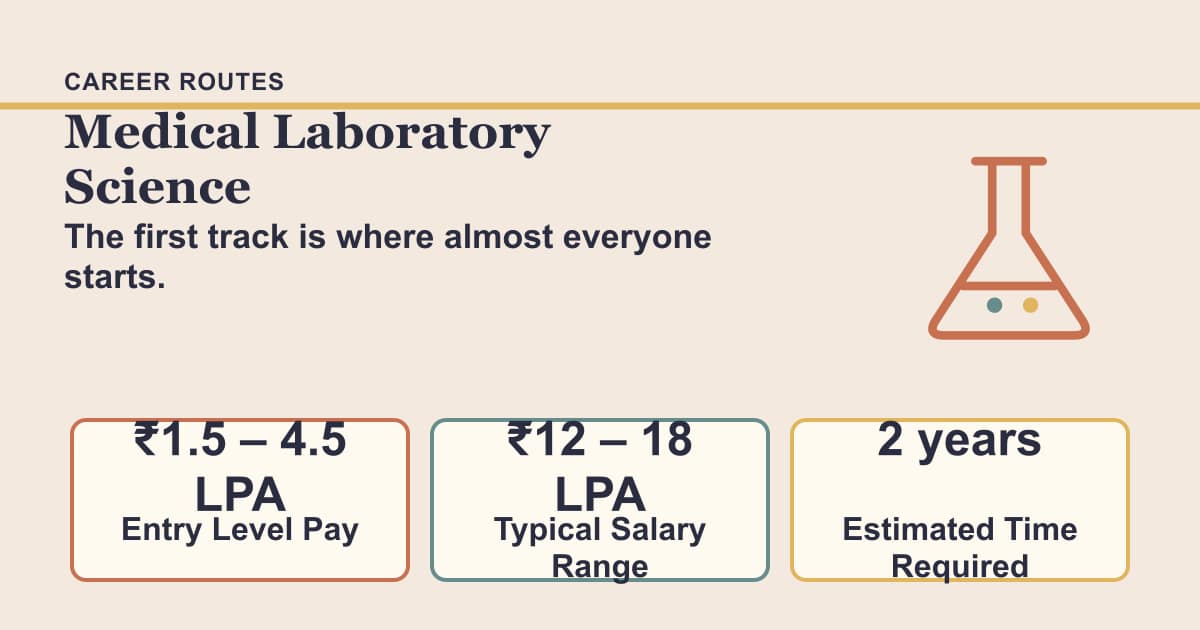 CAREER ROUTES
Medical Laboratory
Science
The first track is where almost everyone
starts.
₹1.5 – 4.5
LPA
Entry Level Pay
₹12 – 18
LPA
Typical Salary
Range
2 years
Estimated Time
Required